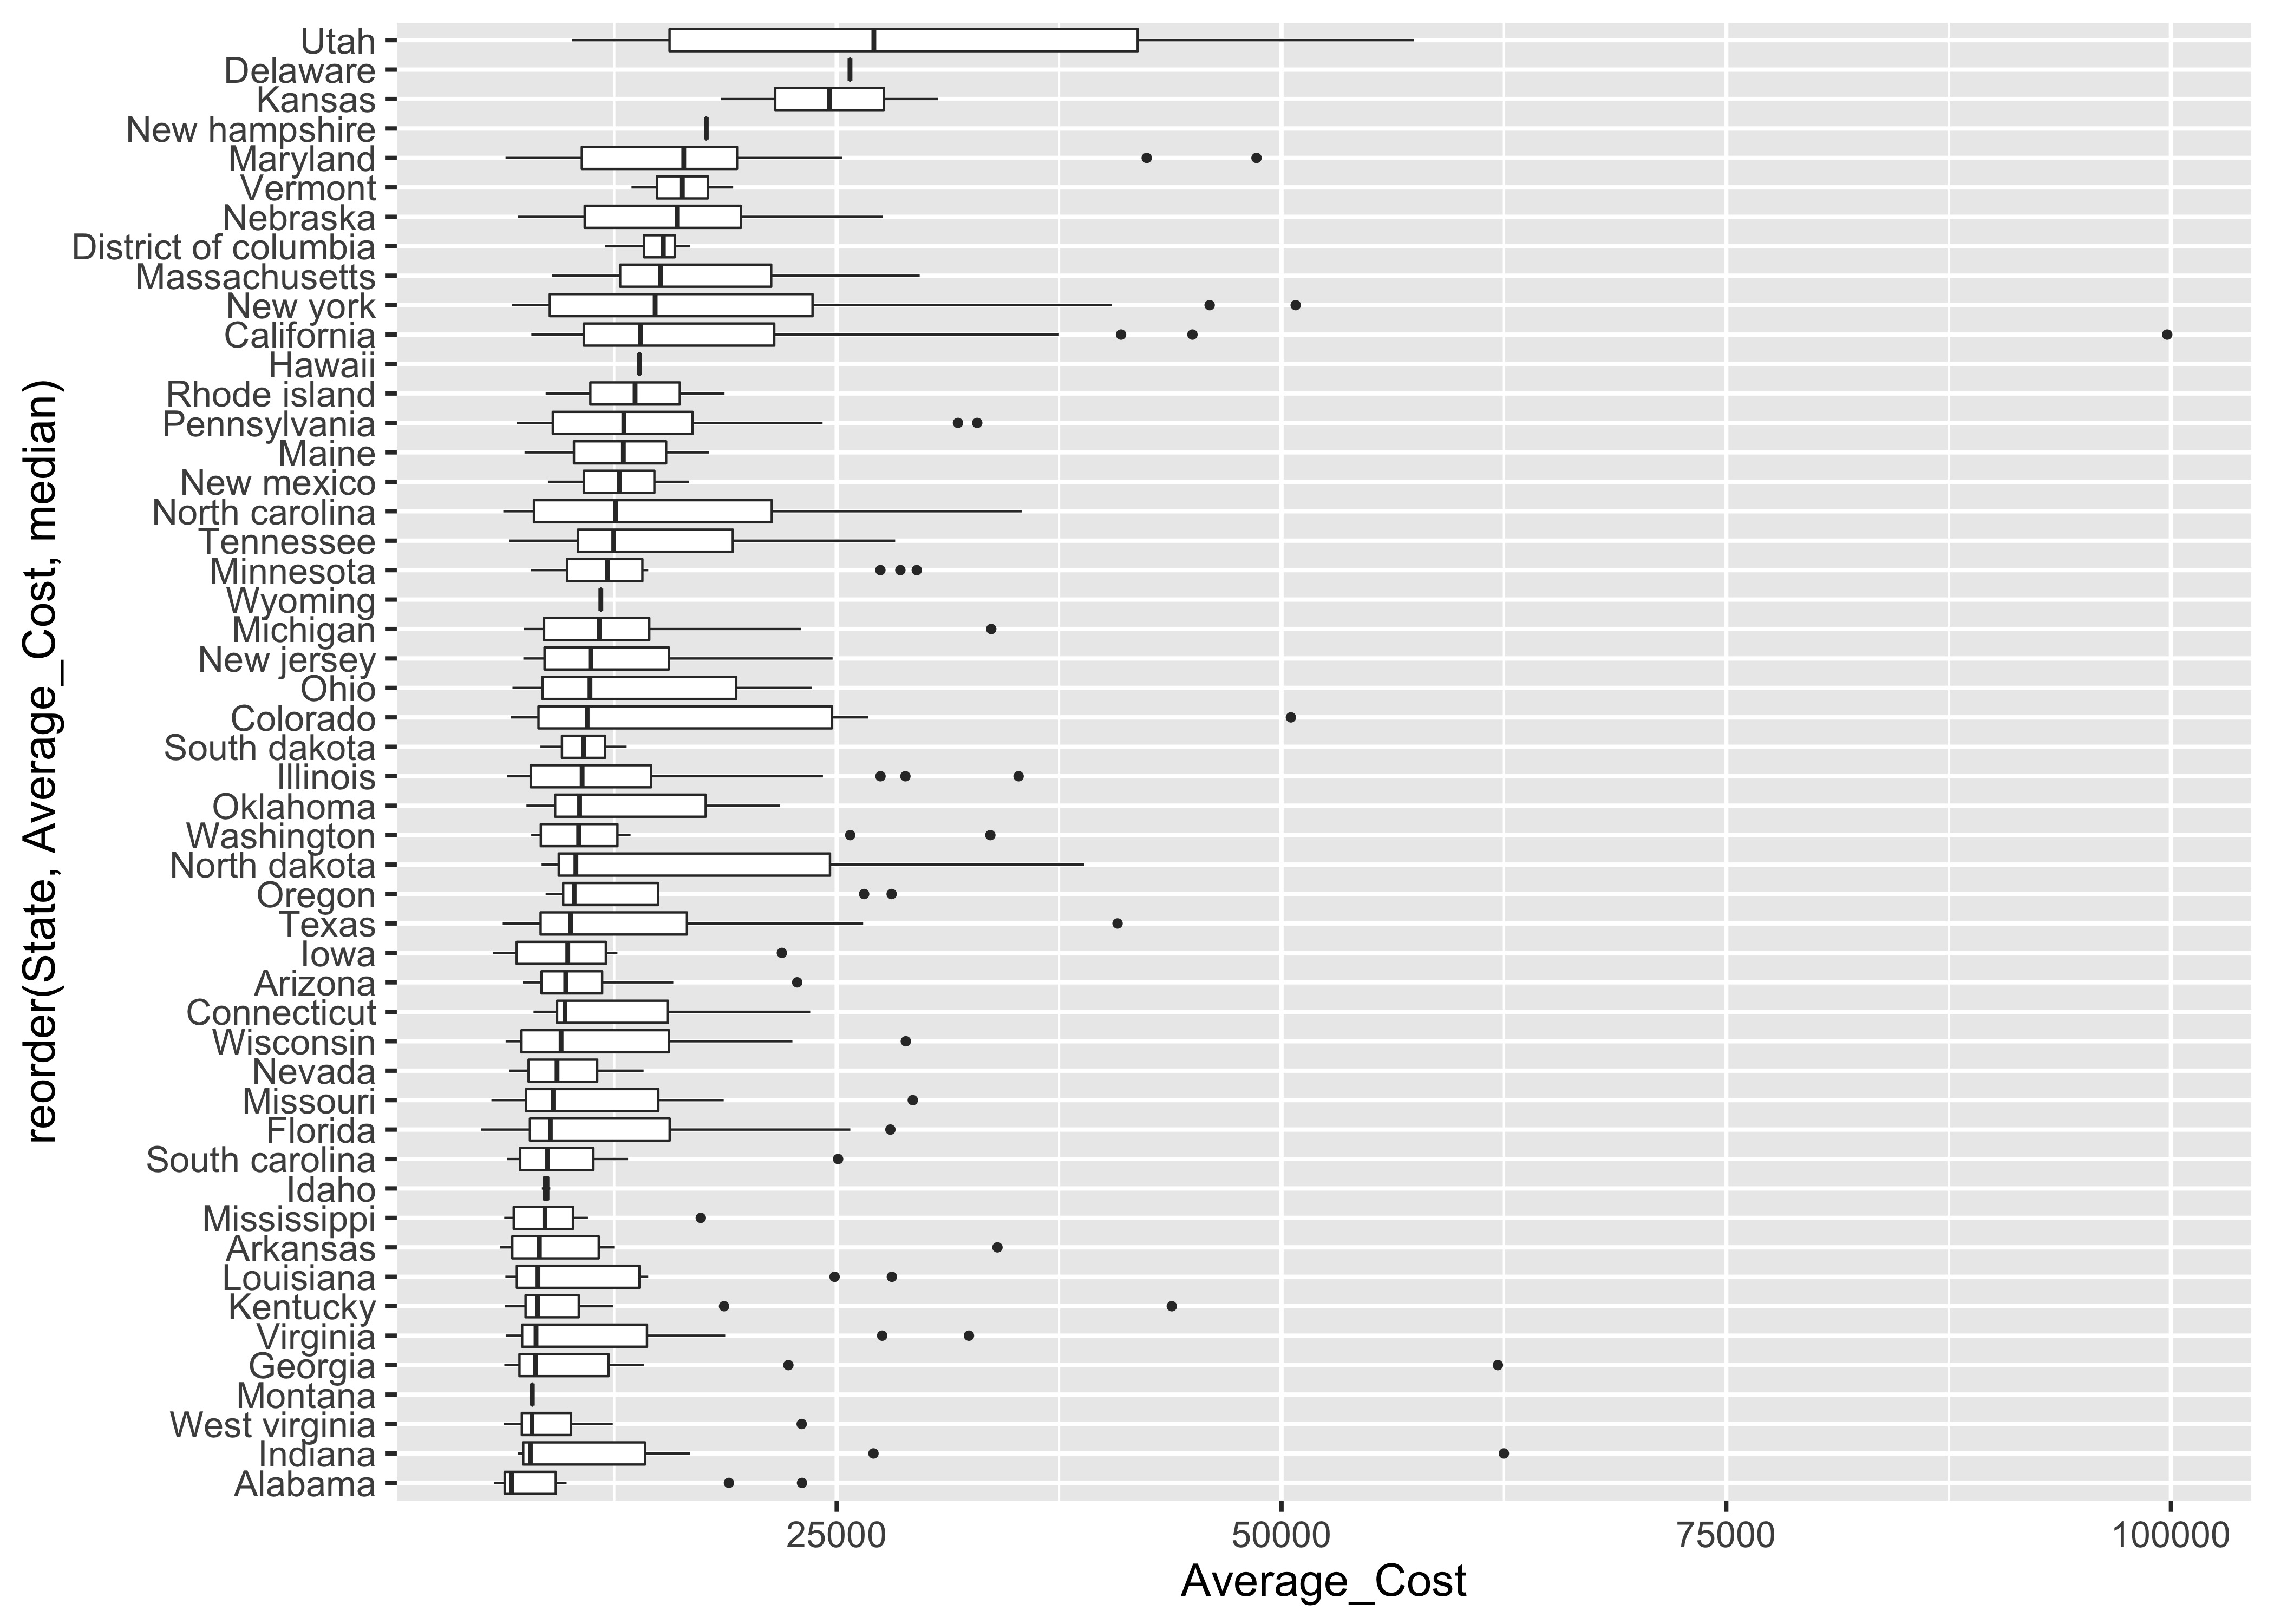 Utah
Delaware
Kansas
New hampshire
Maryland
Vermont
Nebraska
District of columbia
Massachusetts
New york
California
Hawaii
Rhode island
Pennsylvania
Maine
New mexico
North carolina
Tennessee
Minnesota
Wyoming
Michigan
New jersey
Ohio
Colorado
South dakota
Illinois
Oklahoma
Washington
North dakota
Oregon
Texas
Iowa
Arizona
Connecticut
Wisconsin
Nevada
Missouri
Florida
South carolina
Idaho
Mississippi
Arkansas
Louisiana
Kentucky
Virginia
Georgia
Montana
West virginia
Indiana
Alabama
reorder(State, Average_Cost, median)
25000 50000 75000 100000
Average_Cost